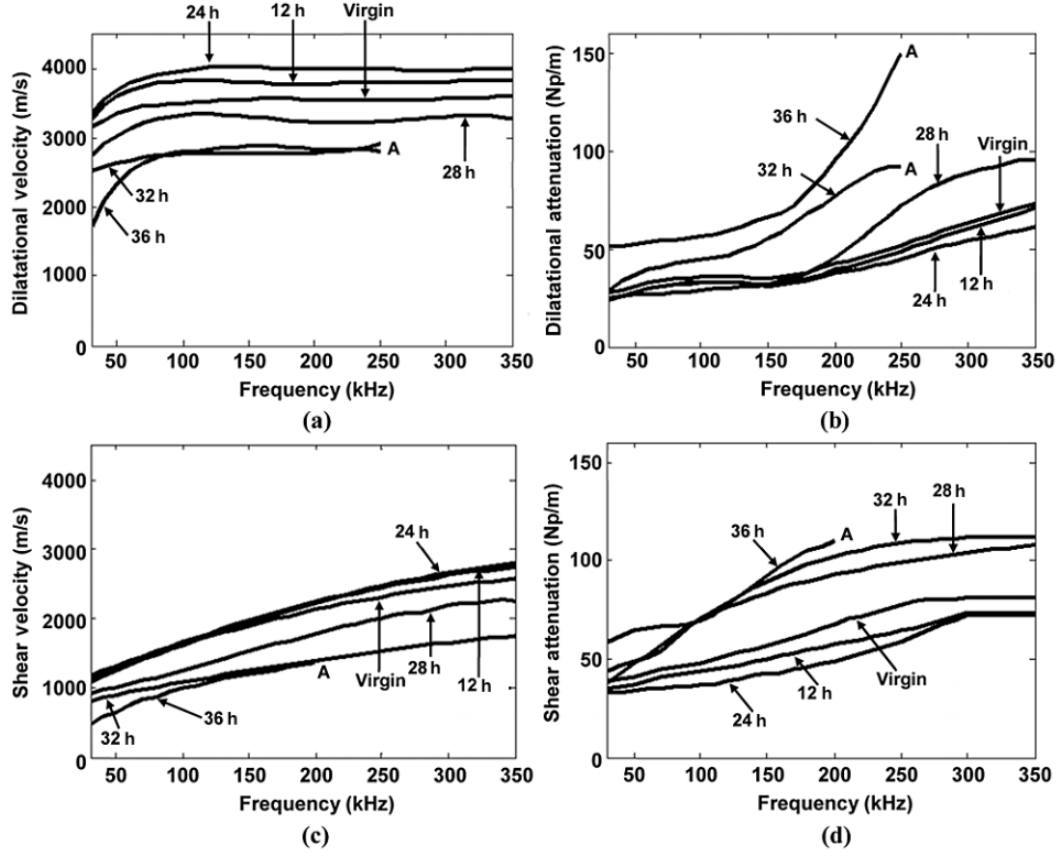 24 h 12 h Virgin
Dilatational velocity (m/s)
4000
3000
2000
1000
0
A
32 h
36 h
28 h
50 100 150 200 250 300 350
Frequency (kHz)
(a)
Dilatational attenuation (Np/m)
150
100
50
0
A
36 h
32 h
A
28 h
Virgin
12 h
24 h
50 100 150 200 250 300 350
Frequency (kHz)
(b)
Shear velocity (m/s)
4000
3000
2000
1000
0
24 h
A
Virgin
28 h
12 h
32 h
36 h
50 100 150 200 250 300 350
Frequency (kHz)
(c)
Shear attenuation (Np/m)
150
100
50
0
36 h
A
32 h
28 h
Virgin
12 h
24 h
50 100 150 200 250 300 350
Frequency (kHz)
(d)